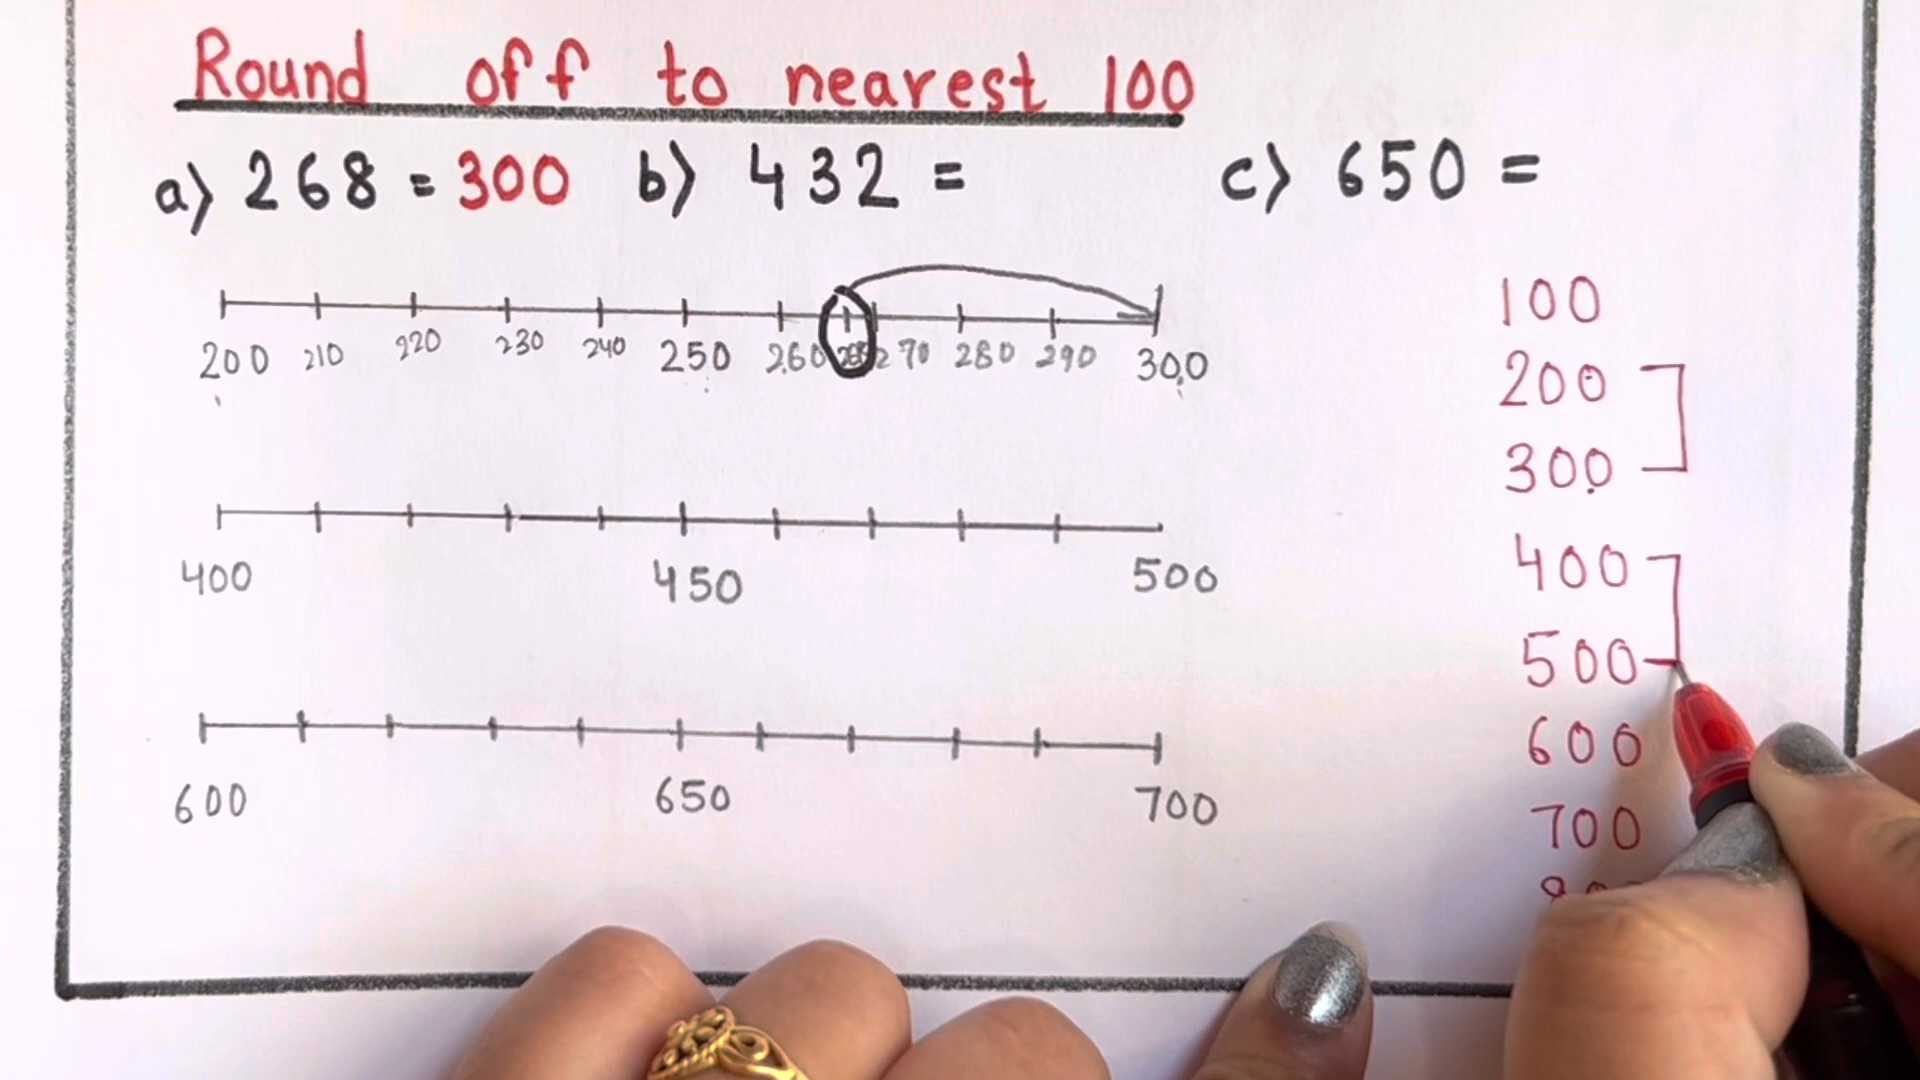 Round off to nearest 100
a) 268 = 300 b) 432 = c) 650 =
200 210 220 230 240 250 260 268 270 280 290 300
400 450 500
600 650 700
100
200
300
400
500
600
700